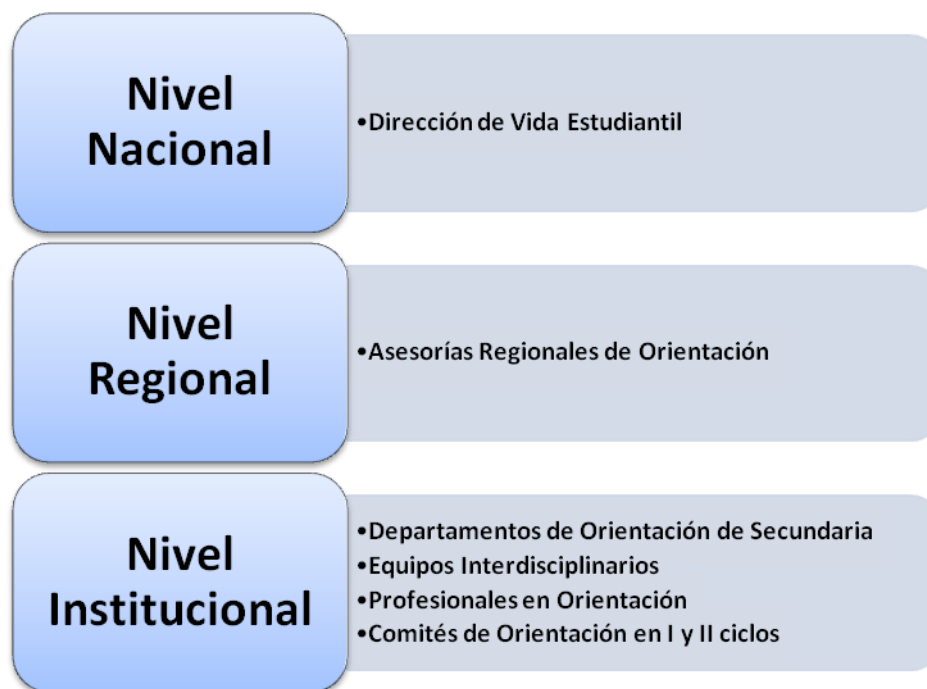 Nivel
Nacional
•Dirección de Vida Estudiantil
Nivel
Regional
•Asesorías Regionales de Orientación
Nivel
Institucional
•Departamentos de Orientación de Secundaria
•Equipos Interdisciplinarios
•Profesionales en Orientación
•Comités de Orientación en I y II ciclos